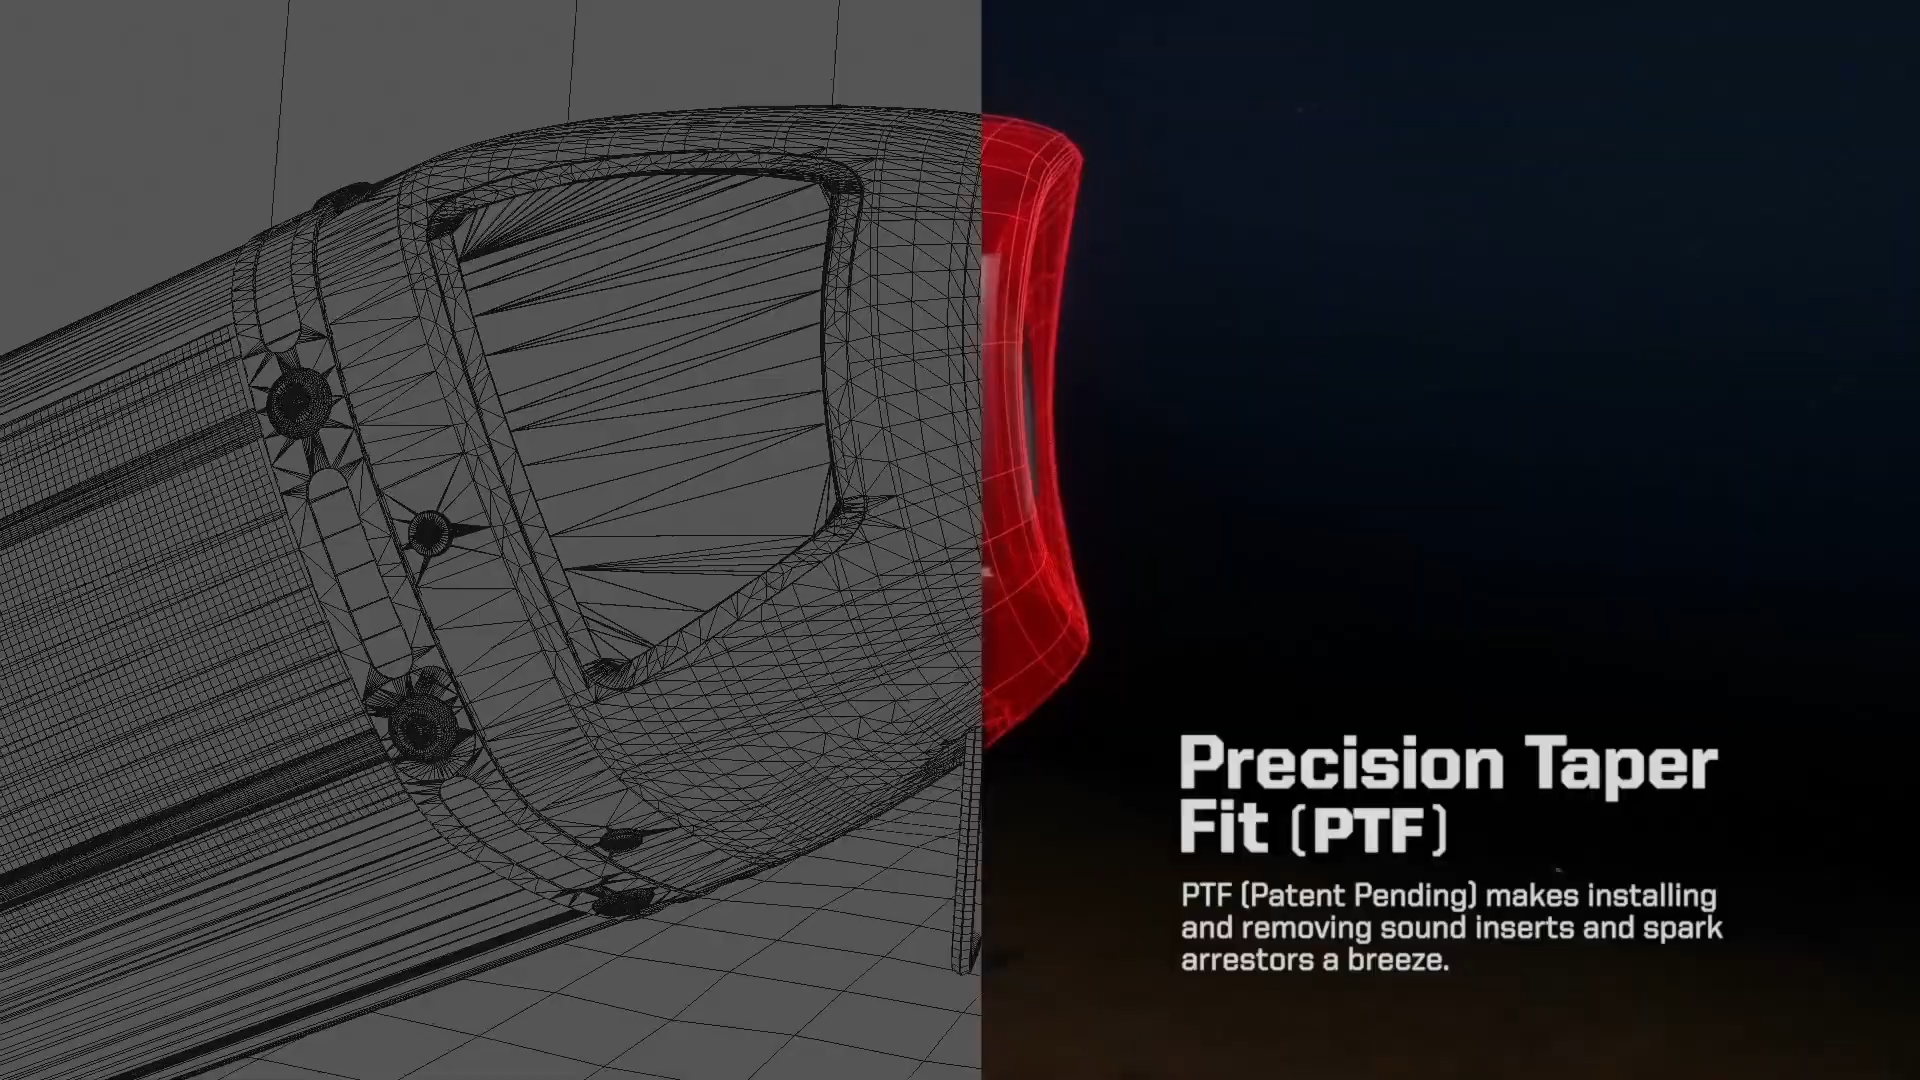 Precision Taper
Fit (PTF)
PTF (Patent Pending) makes installing
and removing sound inserts and spark
arrestors a breeze.